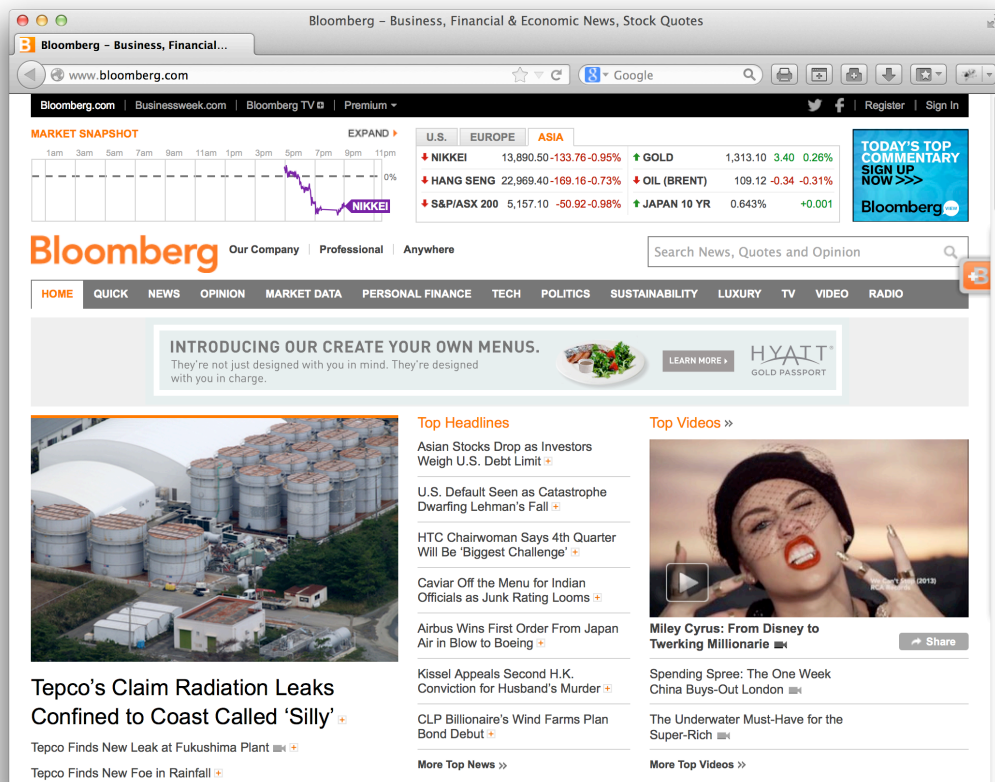 Bloomberg – Business, Financial & Economic News, Stock Quotes
Bloomberg – Business, Financial...
www.bloomberg.com
Google
Bloomberg.com | Businessweek.com | Bloomberg TV | Premium
Register | Sign In
MARKET SNAPSHOT
EXPAND
1am 3am 5am 7am 9am 11am 1pm 3pm 5pm 7pm 9pm 11pm
0%
NIKKEI
U.S. EUROPE ASIA
NIKKEI 13,890.50 -133.76 -0.95%
GOLD 1,313.10 3.40 0.26%
HANG SENG 22,969.40 -169.16 -0.73%
OIL (BRENT) 109.12 -0.34 -0.31%
S&P/ASX 200 5,157.10 -50.92 -0.98%
JAPAN 10 YR 0.643% +0.001
TODAY'S TOP
COMMENTARY
SIGN UP
NOW >>>
Bloomberg VIEW
Bloomberg
Our Company | Professional | Anywhere
Search News, Quotes and Opinion
HOME QUICK NEWS OPINION MARKET DATA PERSONAL FINANCE TECH POLITICS SUSTAINABILITY LUXURY TV VIDEO RADIO
INTRODUCING OUR CREATE YOUR OWN MENUS.
They're not just designed with you in mind. They're designed
with you in charge.
LEARN MORE
HYATT®
GOLD PASSPORT
Tepco's Claim Radiation Leaks
Confined to Coast Called 'Silly'
Tepco Finds New Leak at Fukushima Plant
Tepco Finds New Foe in Rainfall
Top Headlines
Asian Stocks Drop as Investors
Weigh U.S. Debt Limit
U.S. Default Seen as Catastrophe
Dwarfing Lehman's Fall
HTC Chairwoman Says 4th Quarter
Will Be 'Biggest Challenge'
Caviar Off the Menu for Indian
Officials as Junk Rating Looms
Airbus Wins First Order From Japan
Air in Blow to Boeing
Kissel Appeals Second H.K.
Conviction for Husband's Murder
CLP Billionaire's Wind Farms Plan
Bond Debut
More Top News »
Top Videos »
We Can't Stop (2013)
RCA Records
Miley Cyrus: From Disney to
Twerking Millionarie
Share
Spending Spree: The One Week
China Buys-Out London
The Underwater Must-Have for the
Super-Rich
More Top Videos »